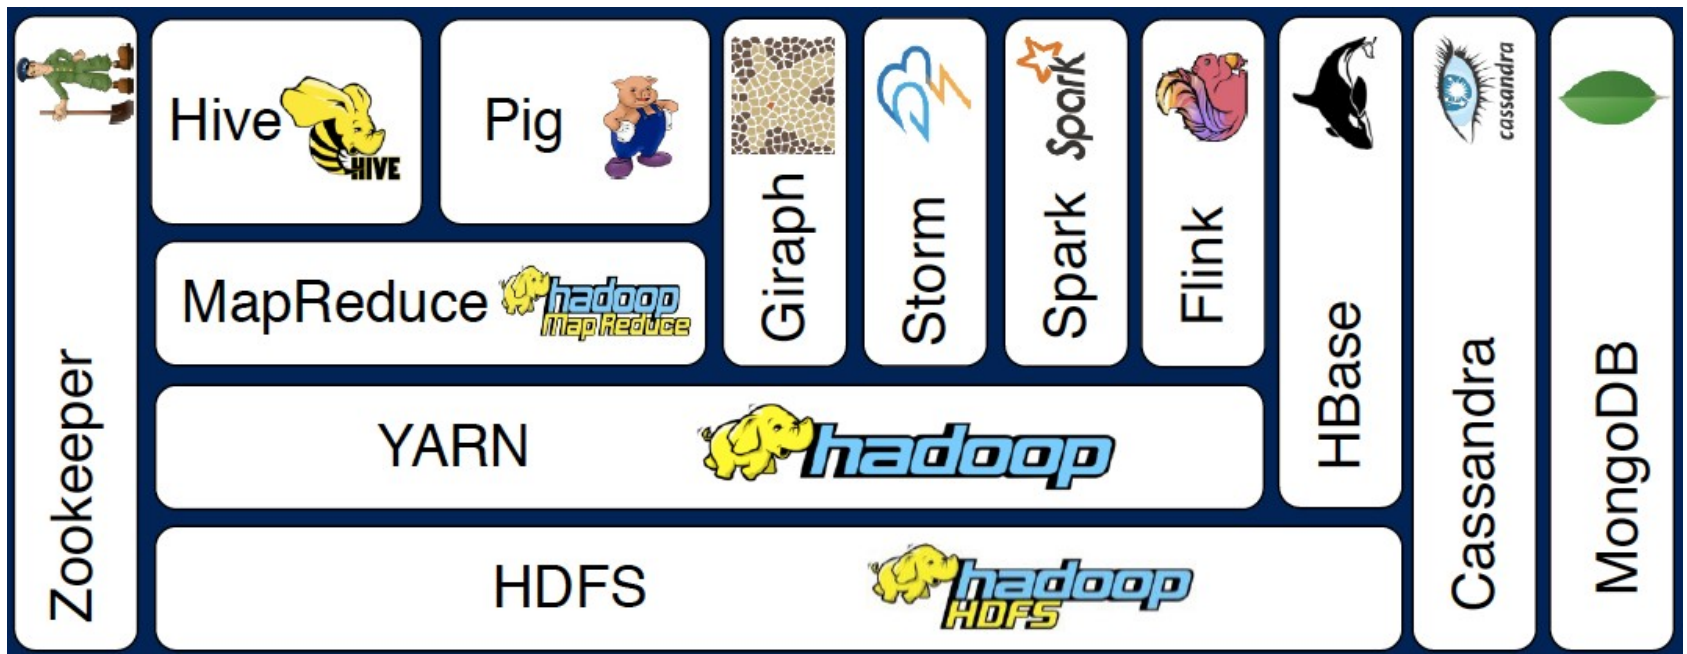 Zookeeper
Hive
HIVE
Pig
MapReduce
hadoop
Map Reduce
Giraph
Storm
Spark
Spark
Flink
HBase
cassandra
Cassandra
MongoDB
YARN
hadoop
HDFS
hadoop
HDFS